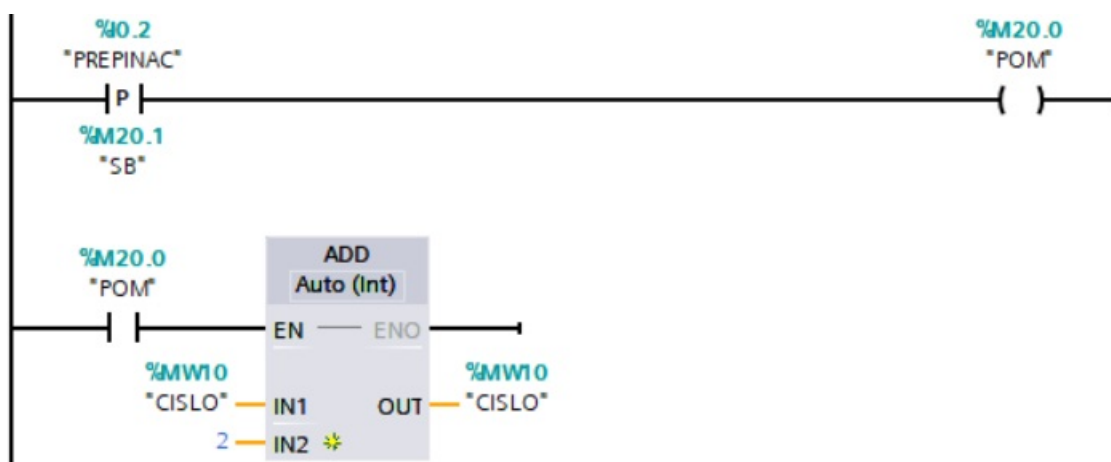 %I0.2
"PREPINAC"
P
%M20.1
"SB"
%M20.0
"POM"
%M20.0
"POM"
ADD
Auto (Int)
EN
ENO
%MW10
"CISLO"
IN1
OUT
%MW10
"CISLO"
2
IN2